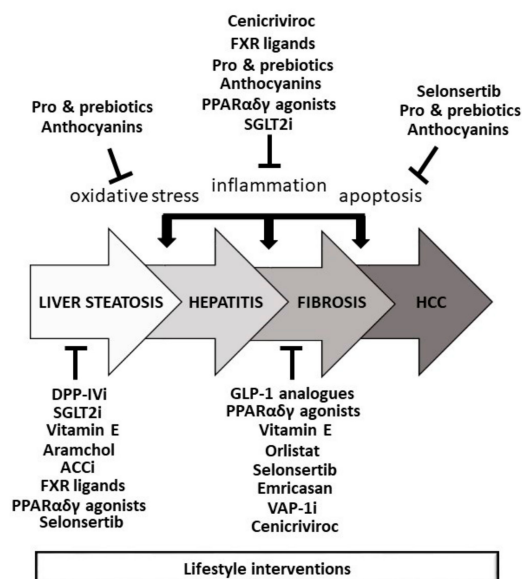 Cenicriviroc
FXR ligands
Pro & prebiotics
Anthocyanins
PPARαδγ agonists
SGLT2i
Pro & prebiotics
Anthocyanins
Selonsertib
Pro & prebiotics
Anthocyanins
oxidative stress
inflammation
apoptosis
LIVER STEATOSIS
HEPATITIS
FIBROSIS
HCC
DPP-IVi
SGLT2i
Vitamin E
Aramchol
ACCi
FXR ligands
PPARαδγ agonists
Selonsertib
GLP-1 analogues
PPARαδγ agonists
Vitamin E
Orlistat
Selonsertib
Emricasan
VAP-1i
Cenicriviroc
Lifestyle interventions